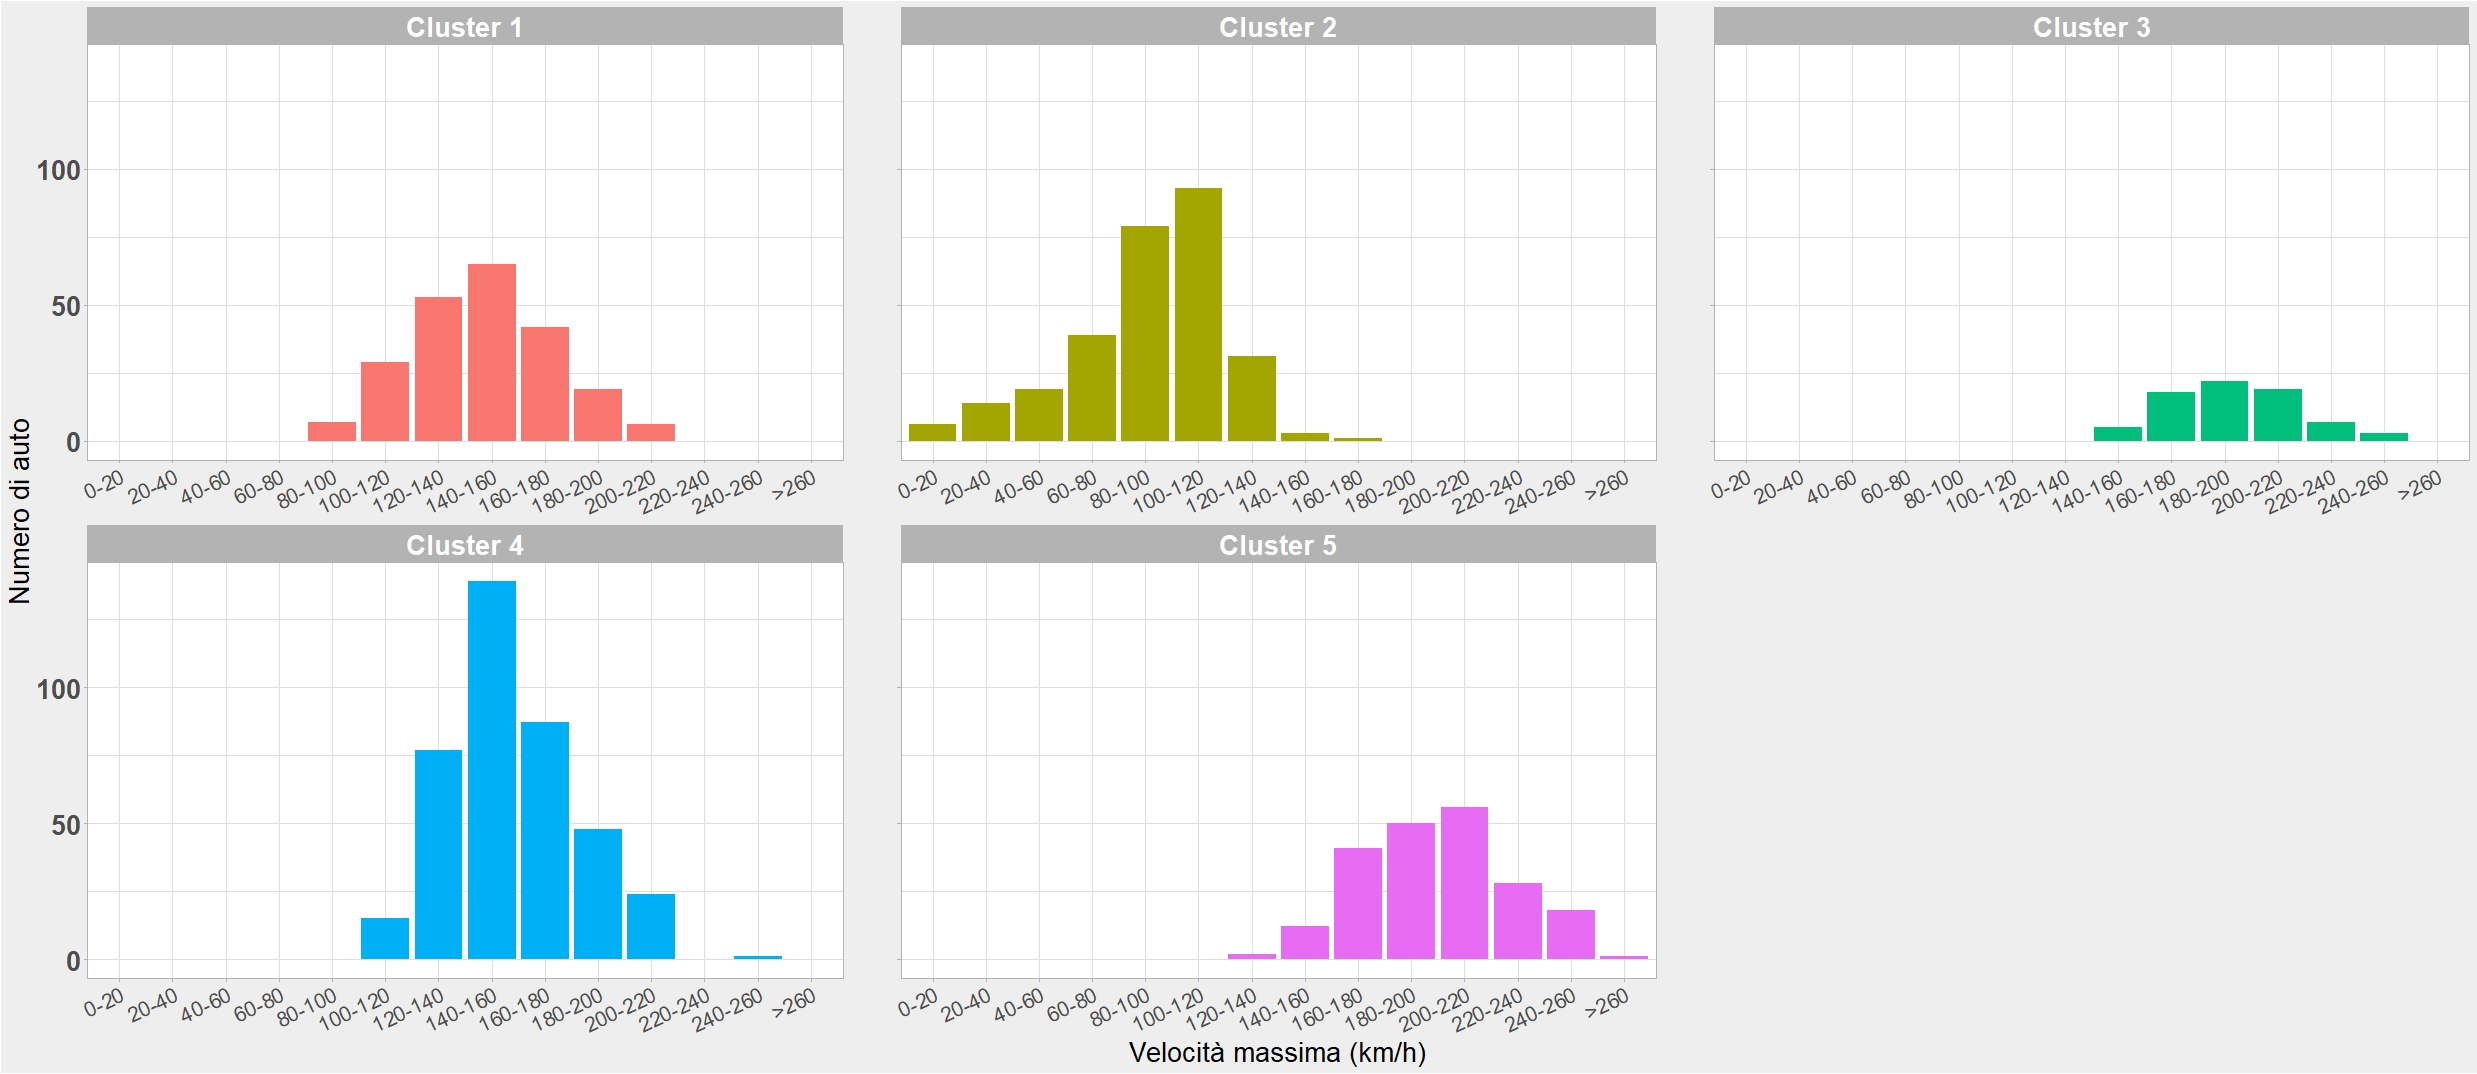 Cluster 1
Cluster 2
Cluster 3
100
50
0
0-20 20-40 40-60 60-80 80-100 100-120 120-140 140-160 160-180 180-200 200-220 220-240 240-260 >260
0-20 20-40 40-60 60-80 80-100 100-120 120-140 140-160 160-180 180-200 200-220 220-240 240-260 >260
0-20 20-40 40-60 60-80 80-100 100-120 120-140 140-160 160-180 180-200 200-220 220-240 240-260 >260
Numero di auto
Cluster 4
Cluster 5
100
50
0
0-20 20-40 40-60 60-80 80-100 100-120 120-140 140-160 160-180 180-200 200-220 220-240 240-260 >260
0-20 20-40 40-60 60-80 80-100 100-120 120-140 140-160 160-180 180-200 200-220 220-240 240-260 >260
Velocità massima (km/h)